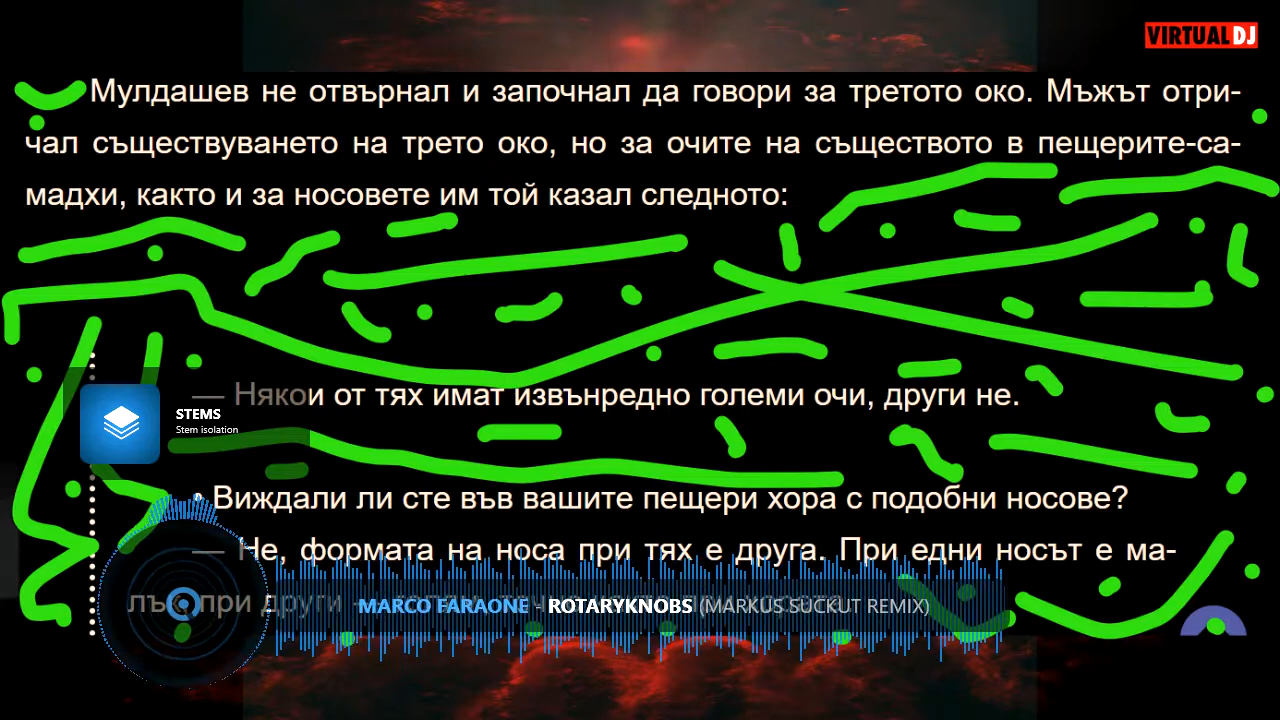 VIRTUAL DJ
Мулдашев не отвърнал и започнал да говори за третото око. Мъжът отри-
чал съществуването на трето око, но за очите на съществото в пещерите-са-
мадхи, както и за носовете им той казал следното:
— Някои от тях имат извънредно големи очи, други не.
STEMS
Stem isolation
Виждали ли сте във вашите пещери хора с подобни носове?
— Не, формата на носа при тях е друга. При едни носът е ма-
лък, при други —
MARCO FARAONE - ROTARYKNOBS (MARKUS SUCKUT REMIX)